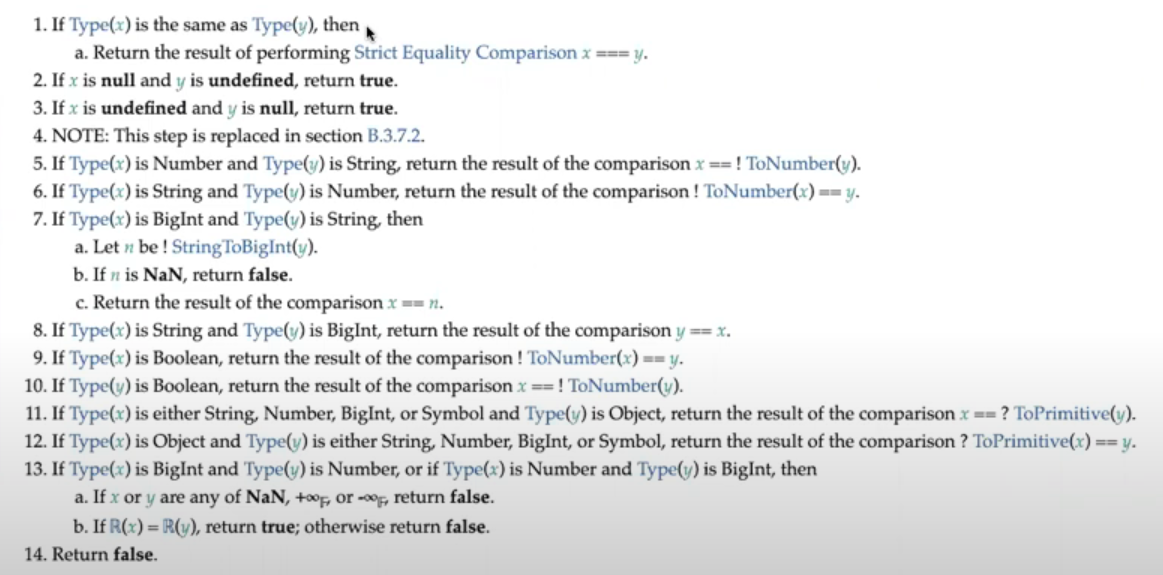 1. If Type(x) is the same as Type(y), then
a. Return the result of performing Strict Equality Comparison x === y.
2. If x is null and y is undefined, return true.
3. If x is undefined and y is null, return true.
4. NOTE: This step is replaced in section B.3.7.2.
5. If Type(x) is Number and Type(y) is String, return the result of the comparison x == ! ToNumber(y).
6. If Type(x) is String and Type(y) is Number, return the result of the comparison ! ToNumber(x) == y.
7. If Type(x) is BigInt and Type(y) is String, then
a. Let n be ! StringToBigInt(y).
b. If n is NaN, return false.
c. Return the result of the comparison x == n.
8. If Type(x) is String and Type(y) is BigInt, return the result of the comparison y == x.
9. If Type(x) is Boolean, return the result of the comparison ! ToNumber(x) == y.
10. If Type(y) is Boolean, return the result of the comparison x == ! ToNumber(y).
11. If Type(x) is either String, Number, BigInt, or Symbol and Type(y) is Object, return the result of the comparison x == ? ToPrimitive(y).
12. If Type(x) is Object and Type(y) is either String, Number, BigInt, or Symbol, return the result of the comparison ? ToPrimitive(x) == y.
13. If Type(x) is BigInt and Type(y) is Number, or if Type(x) is Number and Type(y) is BigInt, then
a. If x or y are any of NaN, +∞𝔽, or -∞𝔽, return false.
b. If ℝ(x) = ℝ(y), return true; otherwise return false.
14. Return false.